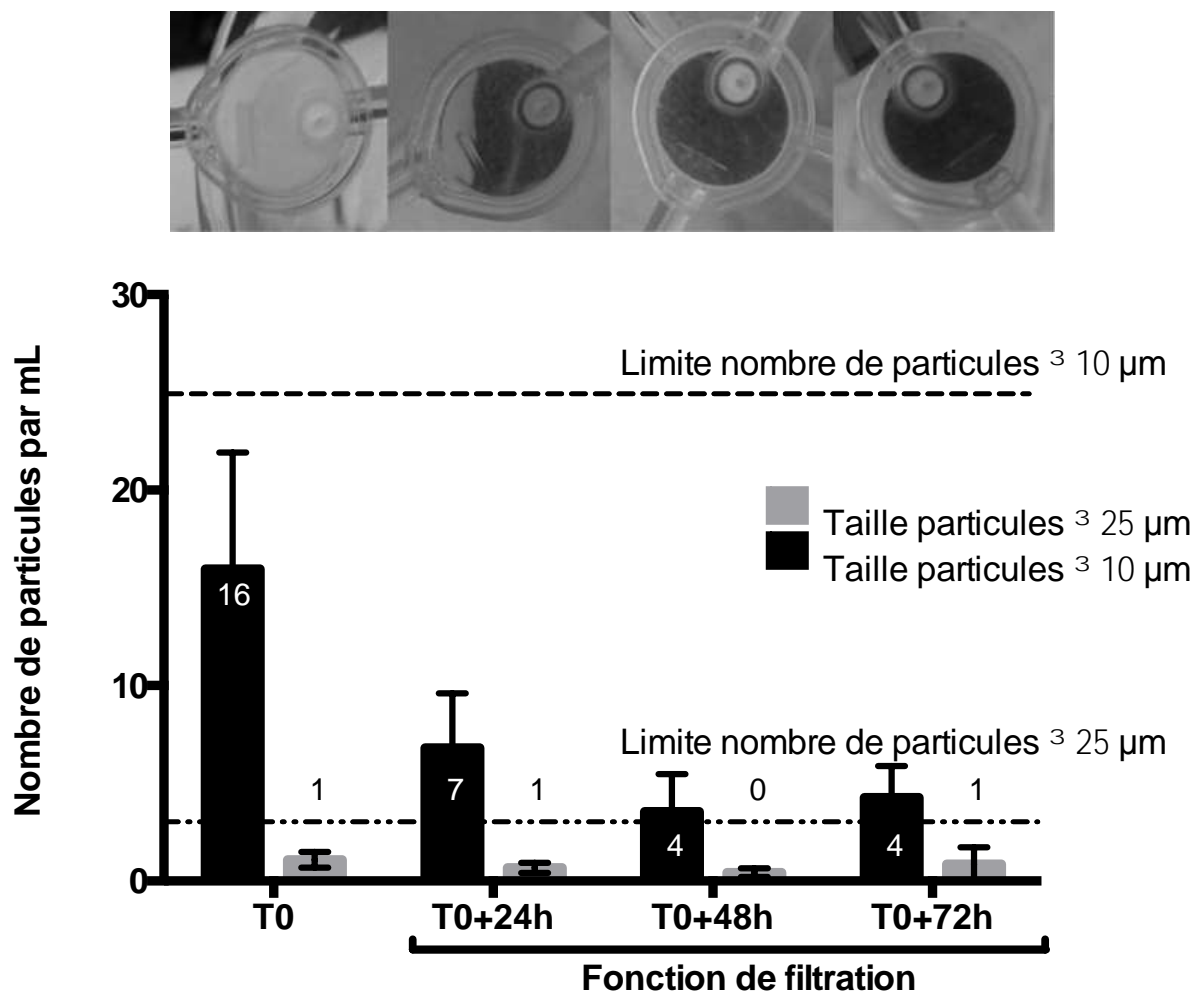 30
Limite nombre de particules ³ 10 µm
20
Taille particules ³ 25 µm
Taille particules ³ 10 µm
16
10
Limite nombre de particules ³ 25 µm
7
1
1
0
1
4
4
0
T0
T0+24h
T0+48h
T0+72h
Fonction de filtration
Nombre de particules par mL